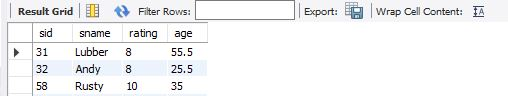 Result Grid Filter Rows: Export: Wrap Cell Content: IA
sid sname rating age
31 Lubber 8 55.5
32 Andy 8 25.5
58 Rusty 10 35